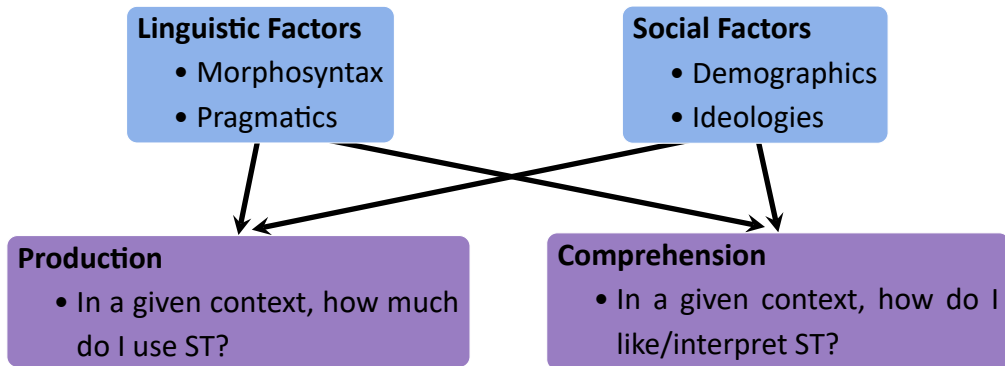 Linguistic Factors
• Morphosyntax
• Pragmatics
Social Factors
• Demographics
• Ideologies
Production
• In a given context, how much
do I use ST?
Comprehension
• In a given context, how do I
like/interpret ST?